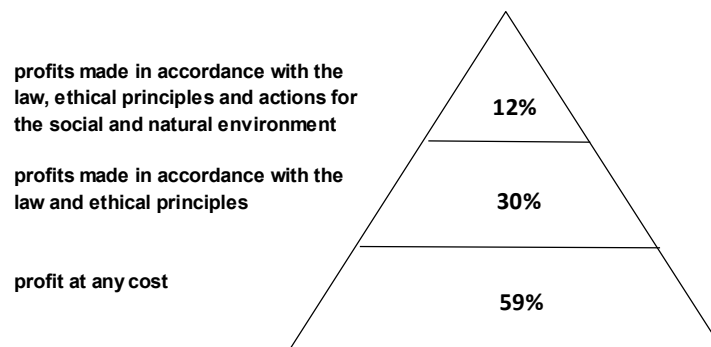 profits made in accordance with the
law, ethical principles and actions for
the social and natural environment
12%
profits made in accordance with the
law and ethical principles
30%
profit at any cost
59%